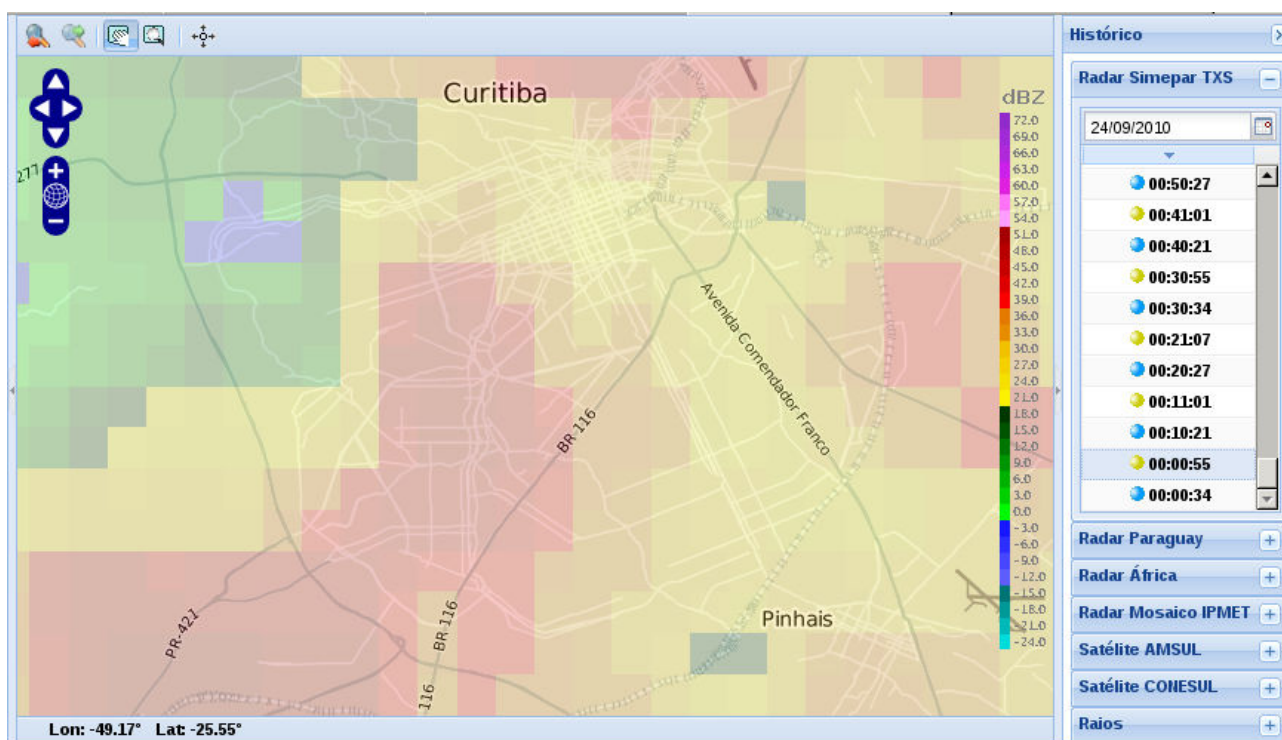 Curitiba
277
Avenida Comendador Franco
BR 116
PR-421
BR 116
116
Pinhais
dBZ
72.0
69.0
66.0
63.0
60.0
57.0
54.0
51.0
48.0
45.0
42.0
39.0
36.0
33.0
30.0
27.0
24.0
21.0
18.0
15.0
12.0
9.0
6.0
3.0
0.0
-3.0
-6.0
-9.0
-12.0
-15.0
-18.0
-21.0
-24.0
Lon: -49.17° Lat: -25.55°
Histórico
Radar Simepar TXS
24/09/2010
00:50:27
00:41:01
00:40:21
00:30:55
00:30:34
00:21:07
00:20:27
00:11:01
00:10:21
00:00:55
00:00:34
Radar Paraguay
Radar África
Radar Mosaico IPMET
Satélite AMSUL
Satélite CONESUL
Raios